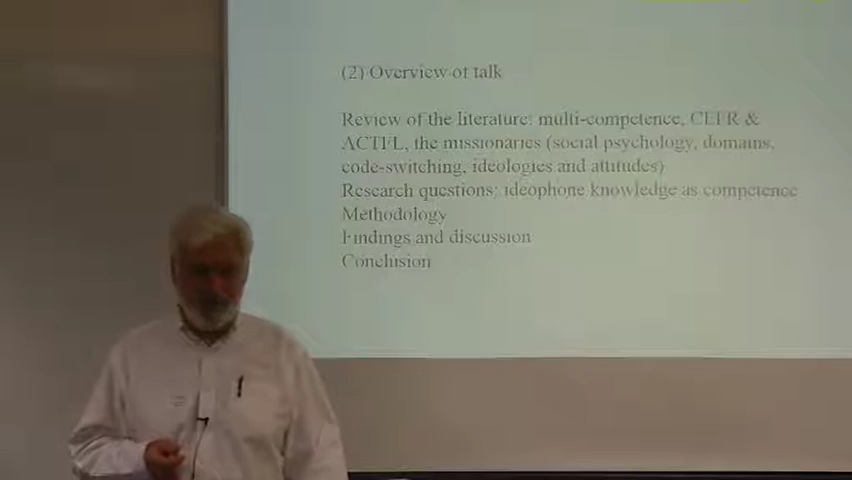 (2) Overview of talk
Review of the literature: multi-competence, CEFR &
ACTFL, the missionaries (social psychology, domains,
code-switching, ideologies and attitudes)
Research questions: ideophone knowledge as competence
Methodology
Findings and discussion
Conclusion